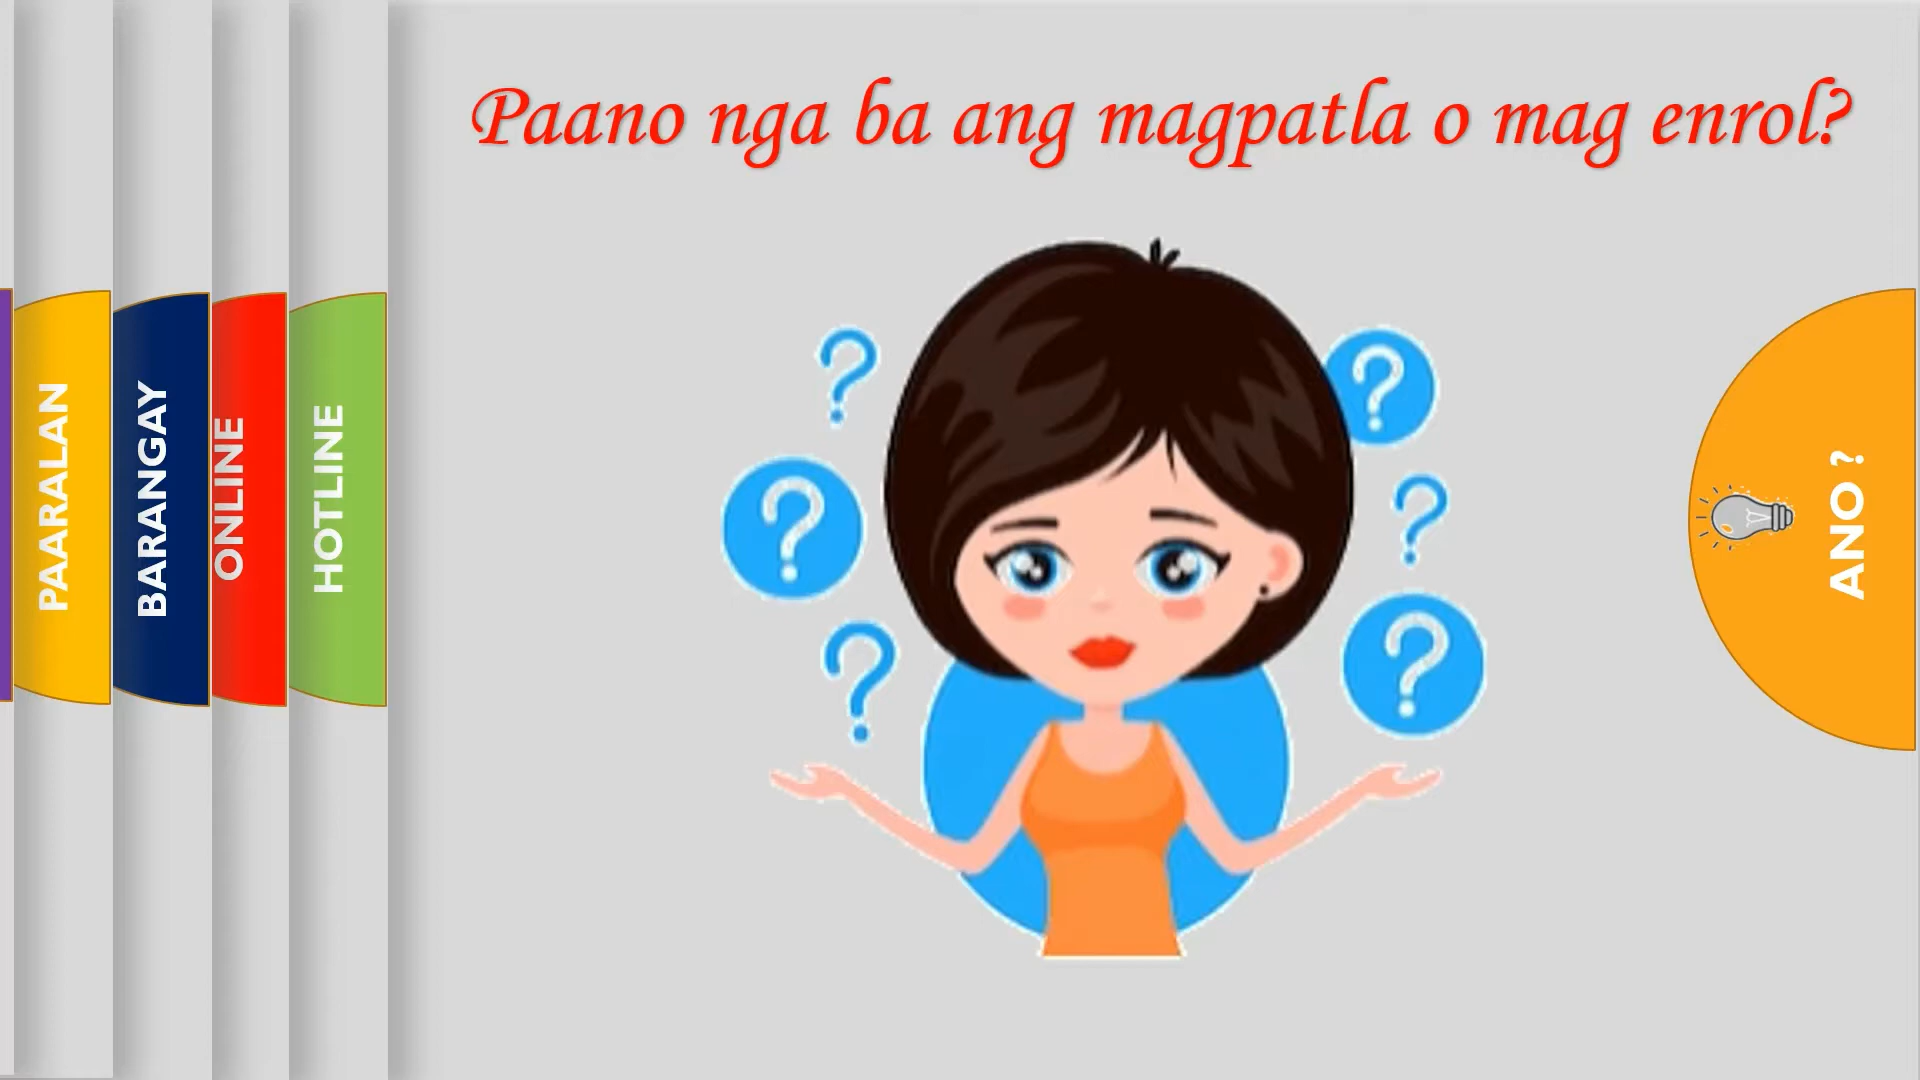 Paano nga ba ang magpatla o mag enrol?
PAARALAN
BARANGAY
ONLINE
HOTLINE
ANO ?